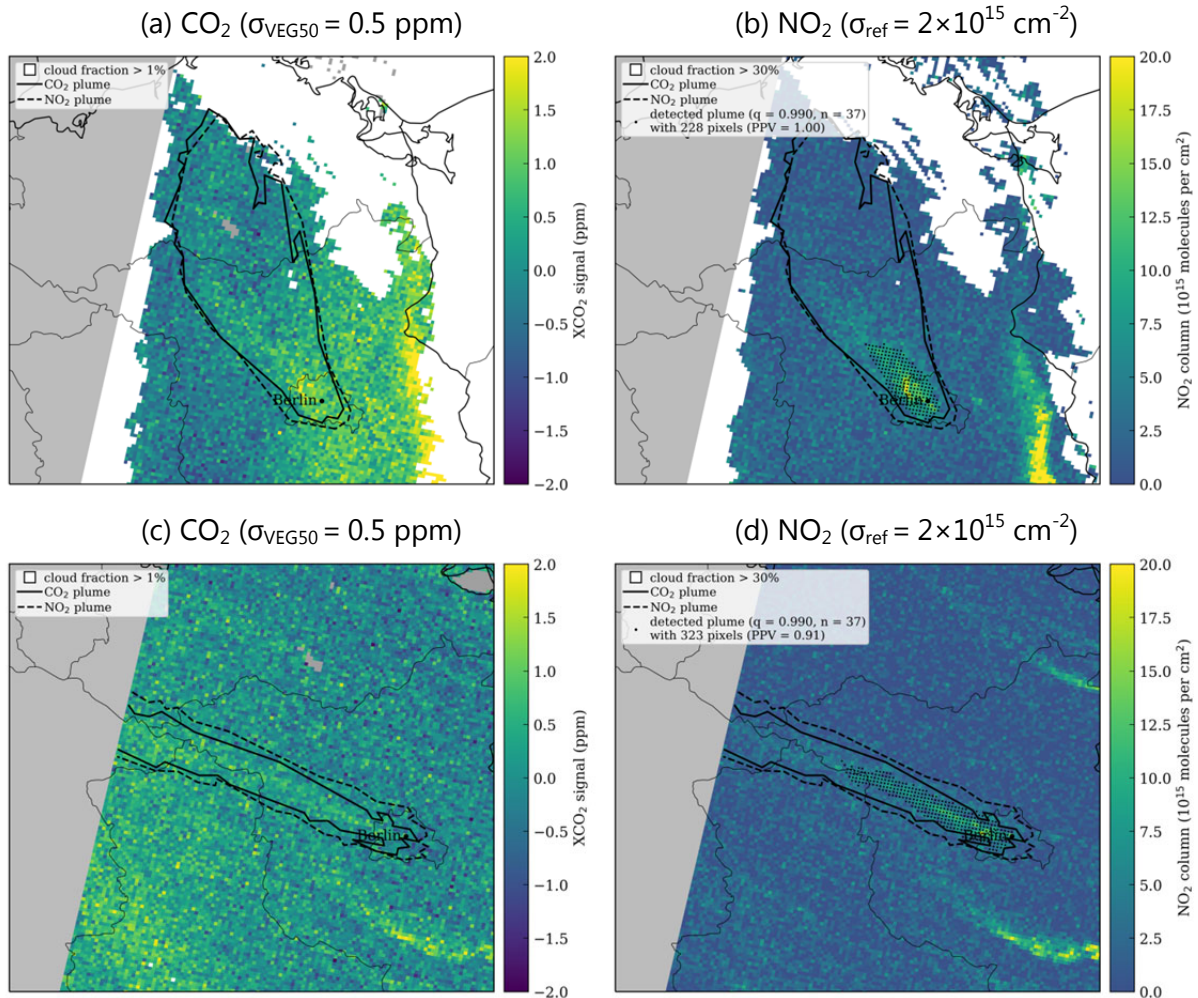 (a) CO₂ (σVEG50 = 0.5 ppm)
(b) NO₂ (σref = 2×10¹⁵ cm⁻²)
cloud fraction > 1%
CO₂ plume
NO₂ plume
Berlin
2.0
1.5
1.0
0.5
0.0
−0.5
−1.0
−1.5
−2.0
XCO₂ signal (ppm)
cloud fraction > 30%
CO₂ plume
NO₂ plume
detected plume (q = 0.990, n = 37)
with 228 pixels (PPV = 1.00)
Berlin
20.0
17.5
15.0
12.5
10.0
7.5
5.0
2.5
0.0
NO₂ column (10¹⁵ molecules per cm²)
(c) CO₂ (σVEG50 = 0.5 ppm)
(d) NO₂ (σref = 2×10¹⁵ cm⁻²)
cloud fraction > 1%
CO₂ plume
NO₂ plume
Berlin
2.0
1.5
1.0
0.5
0.0
−0.5
−1.0
−1.5
−2.0
XCO₂ signal (ppm)
cloud fraction > 30%
CO₂ plume
NO₂ plume
detected plume (q = 0.990, n = 37)
with 323 pixels (PPV = 0.91)
Berlin
20.0
17.5
15.0
12.5
10.0
7.5
5.0
2.5
0.0
NO₂ column (10¹⁵ molecules per cm²)